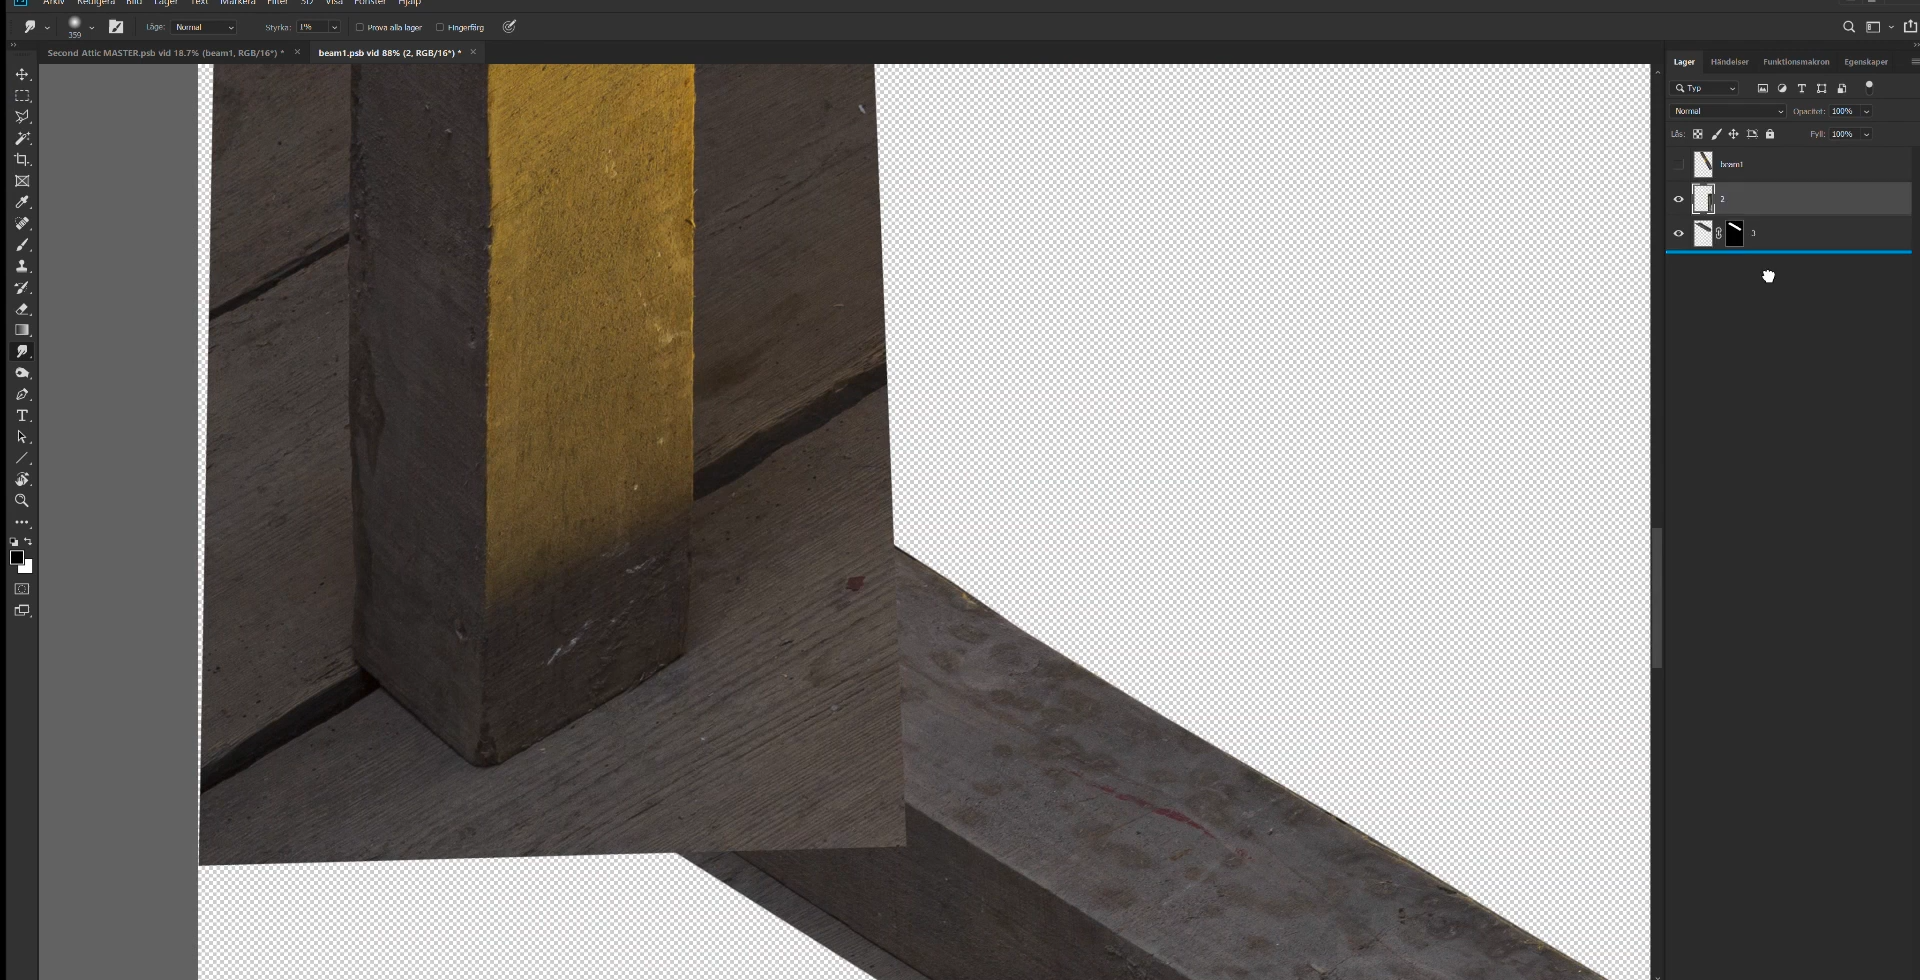 Arkiv Redigera Bild Lager Text Markera Filter 3D Visa Fönster Hjälp
359 Läge: Normal Styrka: 1% Prova alla lager Fingerfärg
Second Attic MASTER.psb vid 18.7% (beam1, RGB/16*) * × beam1.psb vid 88% (2, RGB/16*) * ×
Lager Händelser Funktionsmakron Egenskaper
Typ
Normal Opacitet: 100%
Lås: Fyll: 100%
beam1
2
3